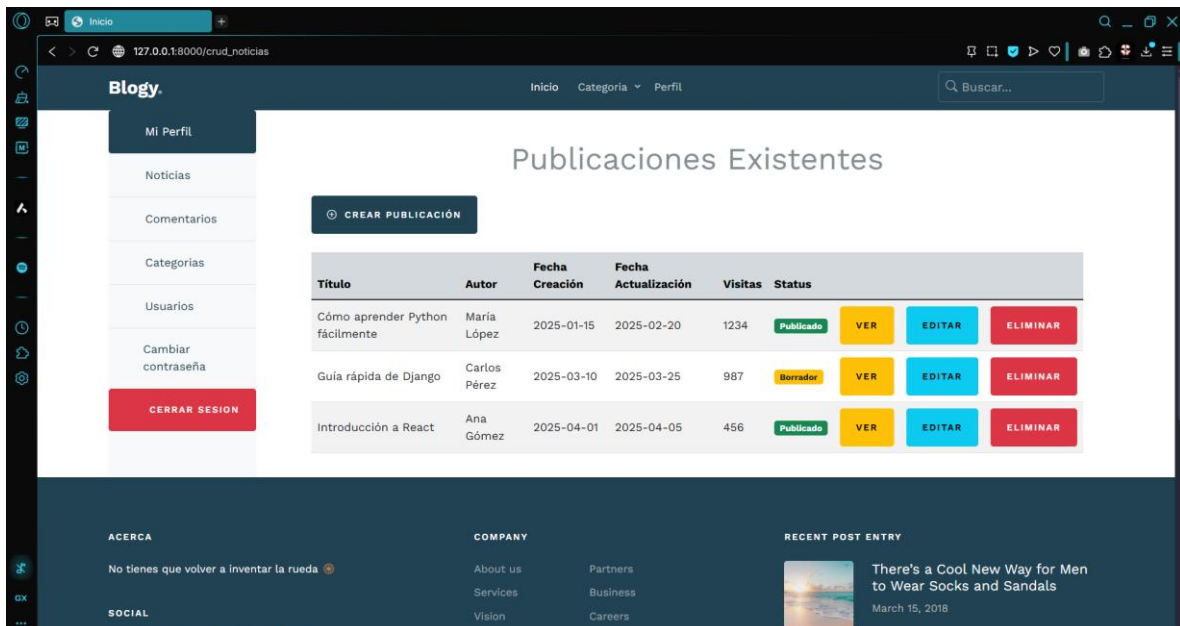 Inicio
127.0.0.1:8000/crud_noticias
Blogy.
Inicio Categoria Perfil
Buscar...
Mi Perfil
Noticias
Comentarios
Categorias
Usuarios
Cambiar
contraseña
CERRAR SESION
Publicaciones Existentes
CREAR PUBLICACIÓN
Título Autor Fecha Creación Fecha Actualización Visitas Status
Cómo aprender Python fácilmente María López 2025-01-15 2025-02-20 1234 Publicado VER EDITAR ELIMINAR
Guía rápida de Django Carlos Pérez 2025-03-10 2025-03-25 987 Borrador VER EDITAR ELIMINAR
Introducción a React Ana Gómez 2025-04-01 2025-04-05 456 Publicado VER EDITAR ELIMINAR
ACERCA
No tienes que volver a inventar la rueda
SOCIAL
COMPANY
About us Partners
Services Business
Vision Careers
RECENT POST ENTRY
There's a Cool New Way for Men
to Wear Socks and Sandals
March 15, 2018
M
GX